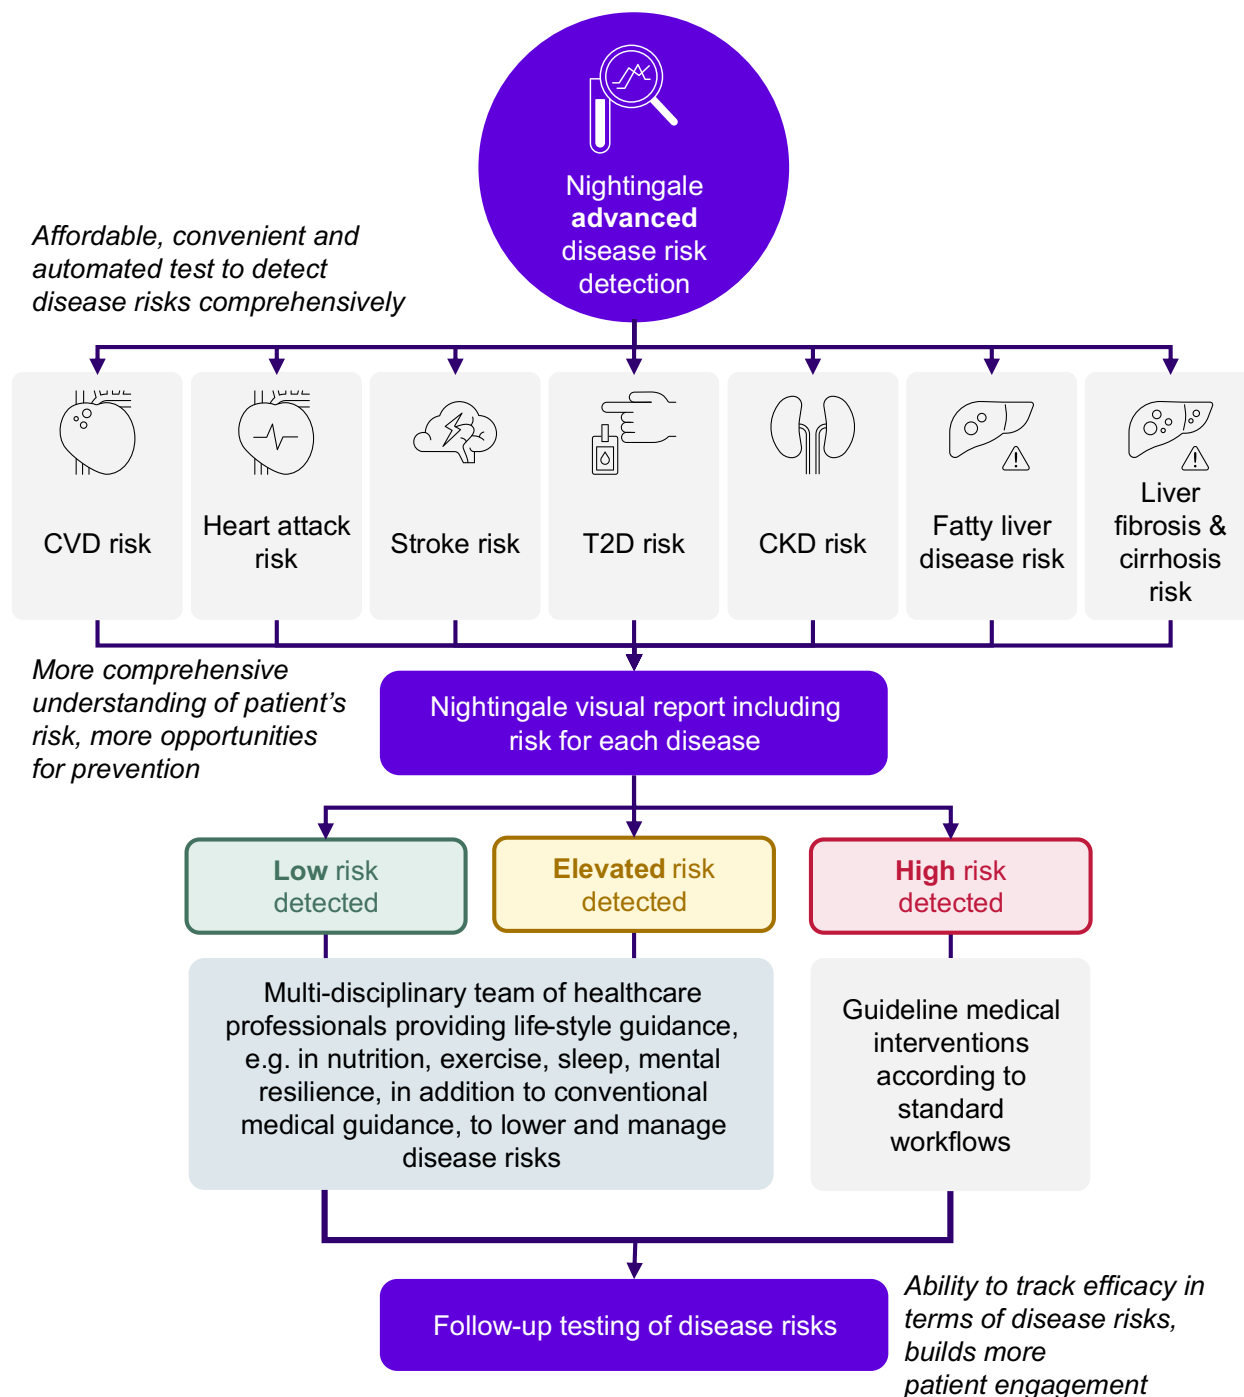 Nightingale
advanced
disease risk
detection
Affordable, convenient and
automated test to detect
disease risks comprehensively
CVD risk
Heart attack
risk
Stroke risk
T2D risk
CKD risk
Fatty liver
disease risk
Liver
fibrosis &
cirrhosis
risk
More comprehensive
understanding of patient’s
risk, more opportunities
for prevention
Nightingale visual report including
risk for each disease
Low risk
detected
Elevated risk
detected
High risk
detected
Multi-disciplinary team of healthcare
professionals providing life-style guidance,
e.g. in nutrition, exercise, sleep, mental
resilience, in addition to conventional
medical guidance, to lower and manage
disease risks
Guideline medical
interventions
according to
standard
workflows
Follow-up testing of disease risks
Ability to track efficacy in
terms of disease risks,
builds more
patient engagement